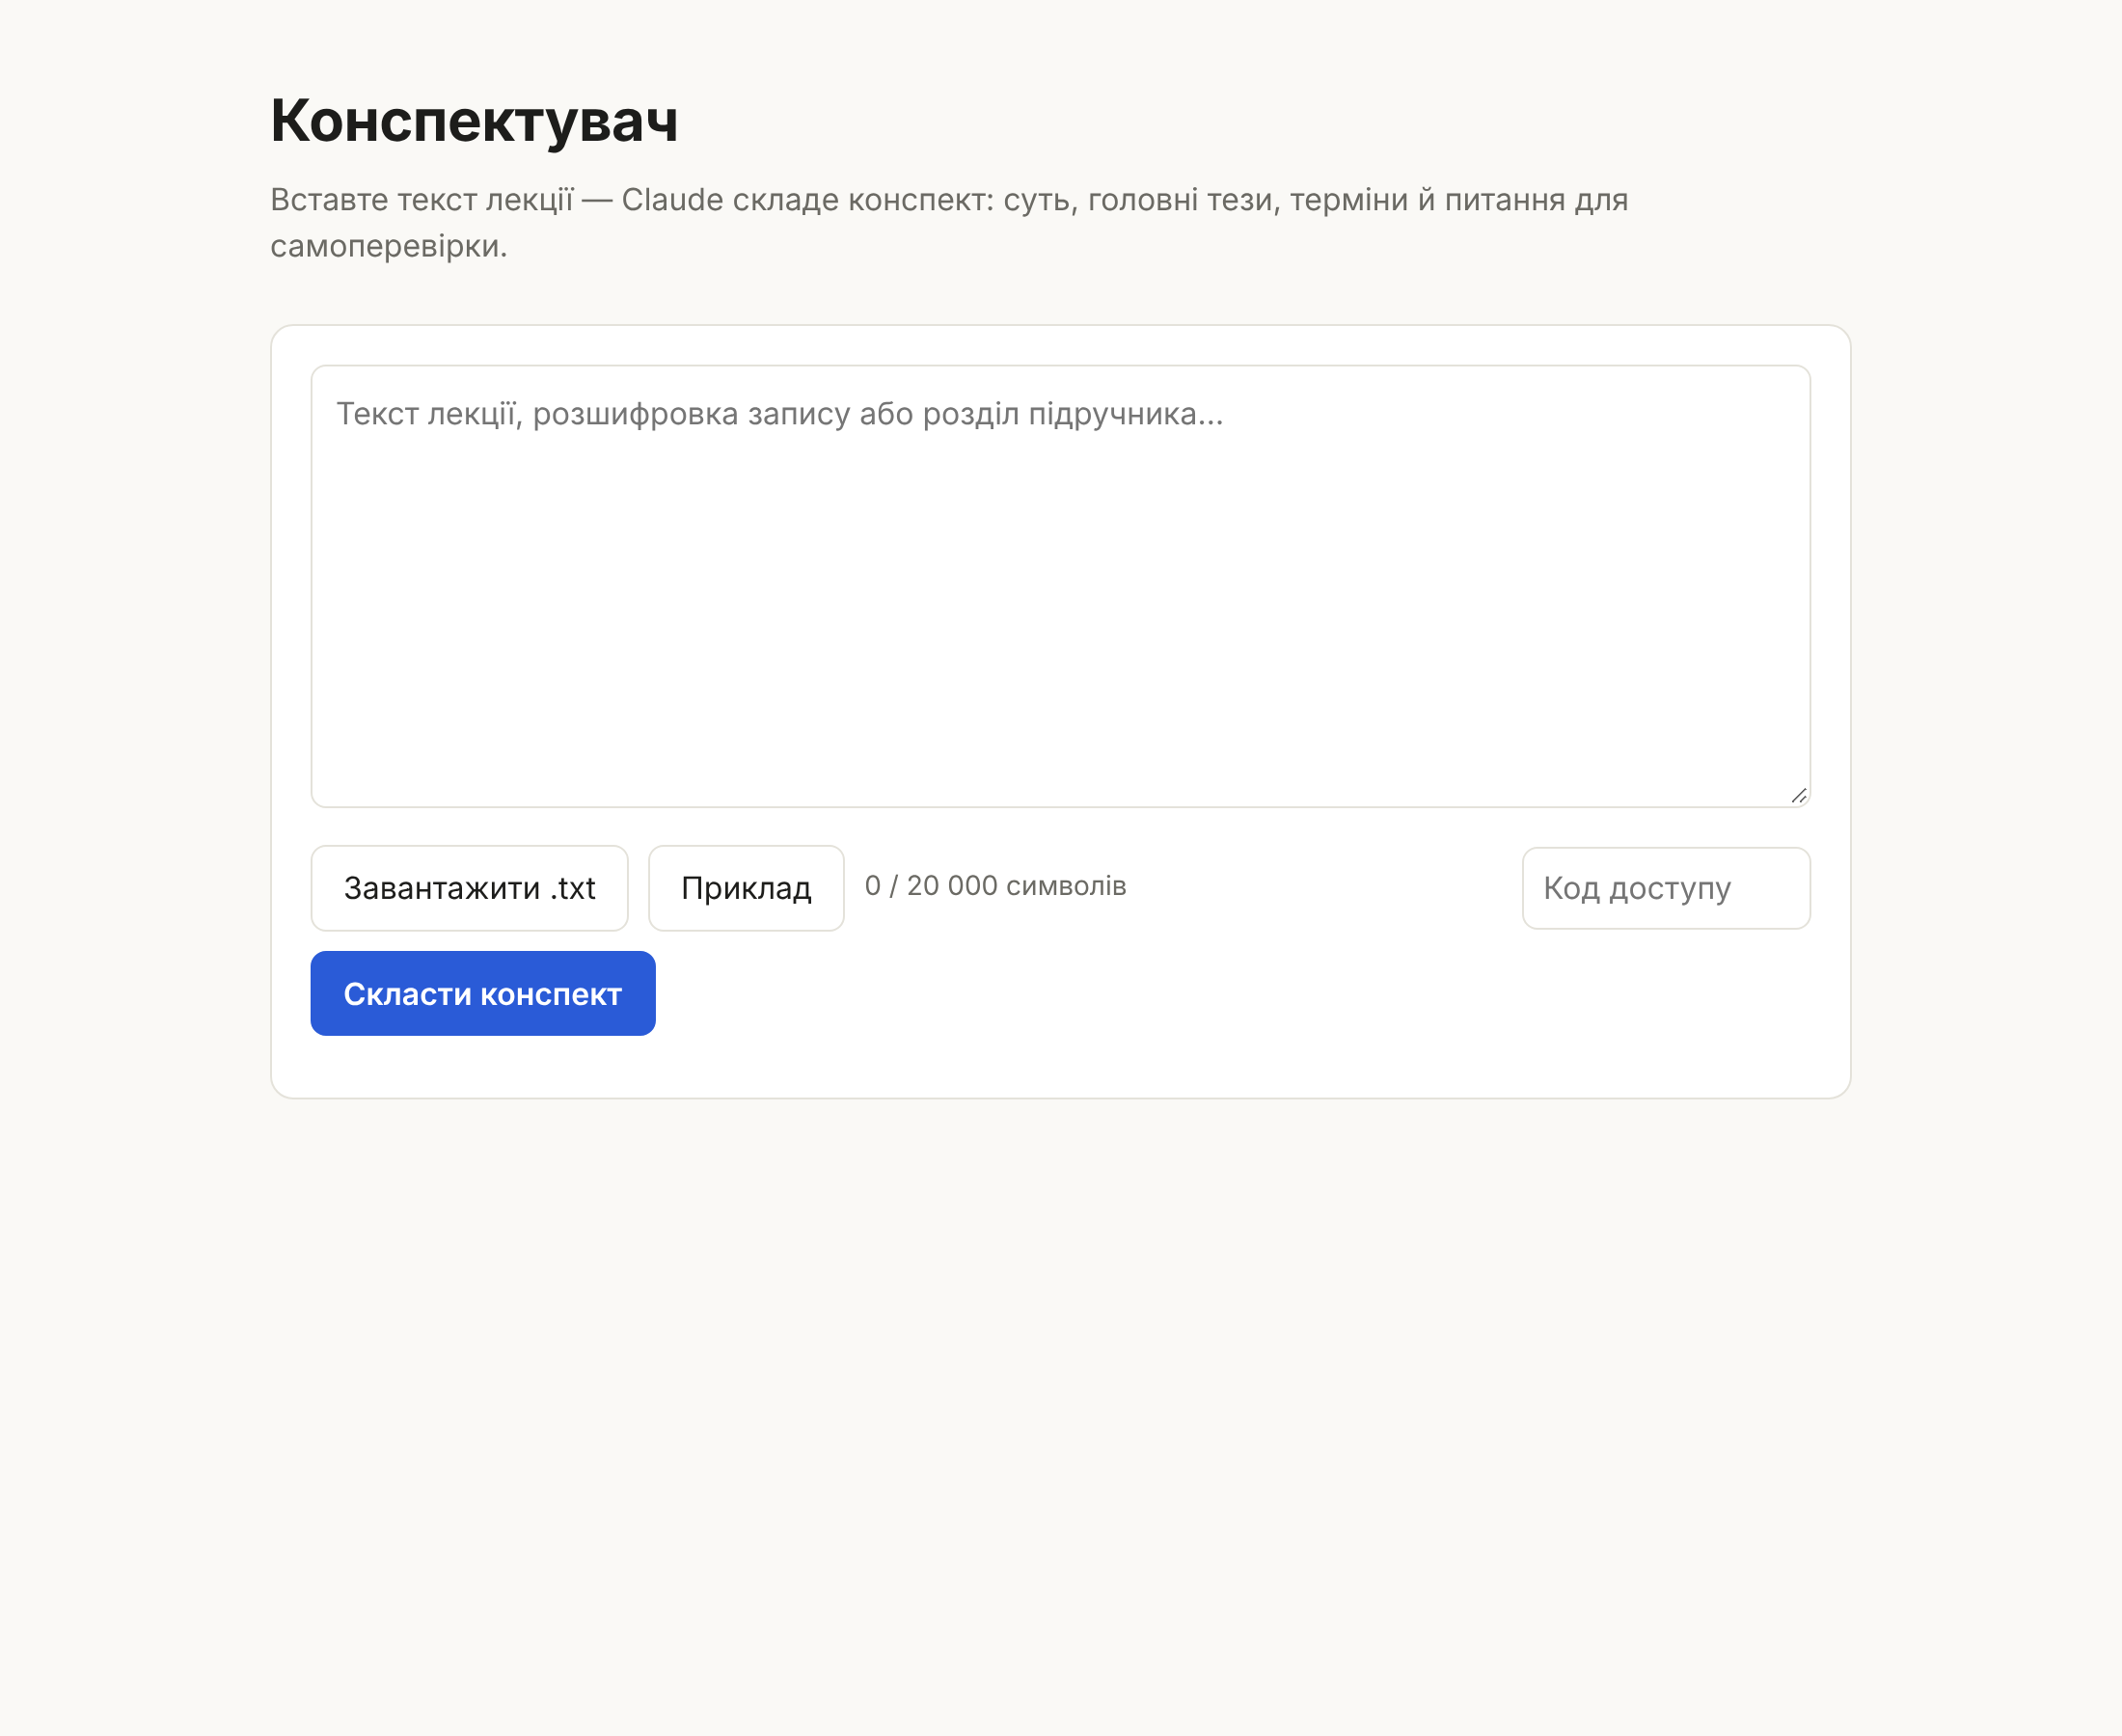 Конспектувач
Вставте текст лекції — Claude складе конспект: суть, головні тези, терміни й питання для
самоперевірки.
Текст лекції, розшифровка запису або розділ підручника…
Завантажити .txt
Приклад
0 / 20 000 символів
Код доступу
Скласти конспект